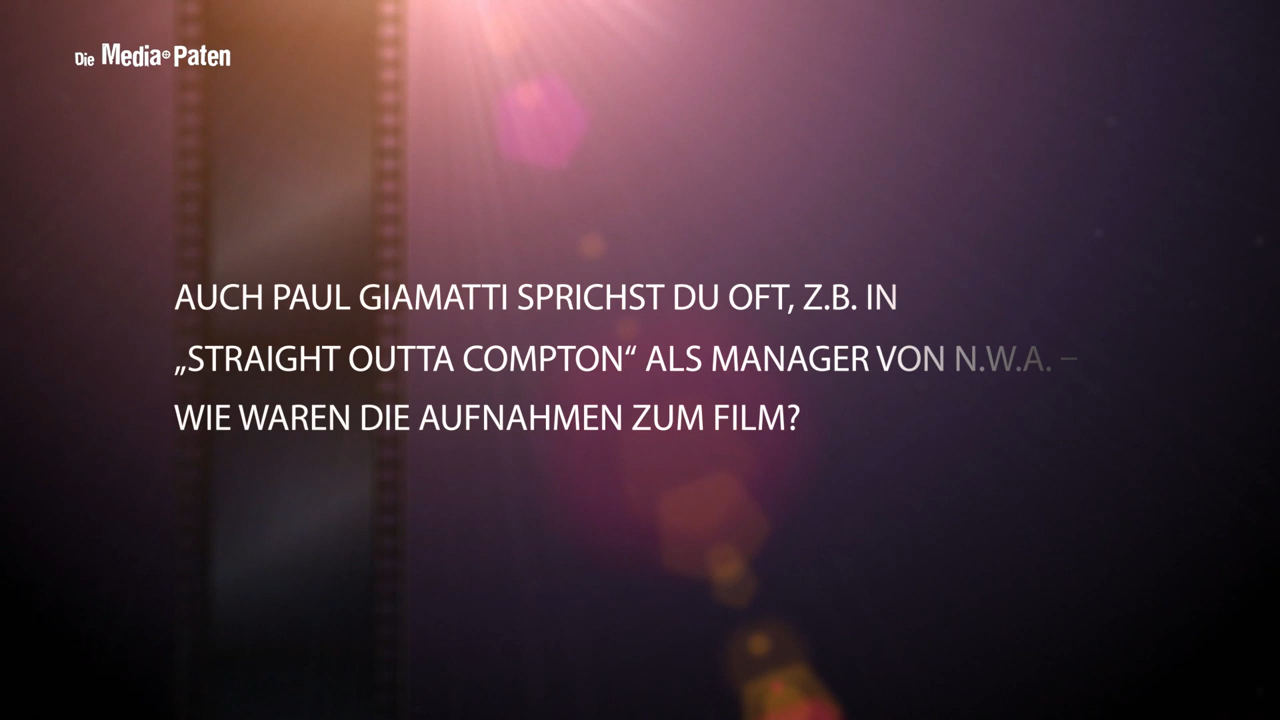 Die Media Paten
AUCH PAUL GIAMATTI SPRICHST DU OFT, Z.B. IN
„STRAIGHT OUTTA COMPTON“ ALS MANAGER VON N.W.A. –
WIE WAREN DIE AUFNAHMEN ZUM FILM?